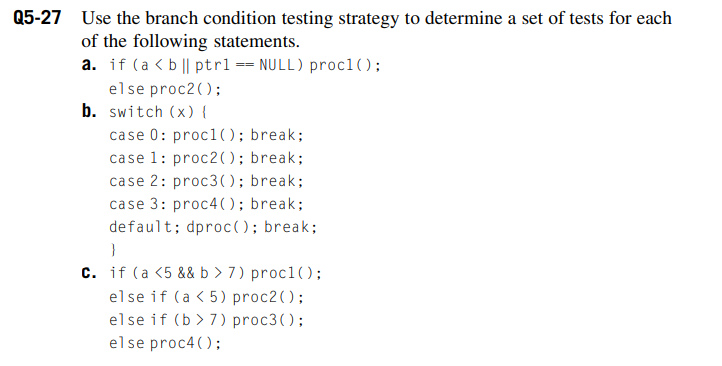 Q5-27 Use the branch condition testing strategy to determine a set of tests for each
of the following statements.
a. if (a < b || ptr1 == NULL) proc1();
else proc2();
b. switch (x) {
case 0: proc1(); break;
case 1: proc2(); break;
case 2: proc3(); break;
case 3: proc4(); break;
default; dproc(); break;
}
c. if (a <5 && b > 7) proc1();
else if (a < 5) proc2();
else if (b > 7) proc3();
else proc4();